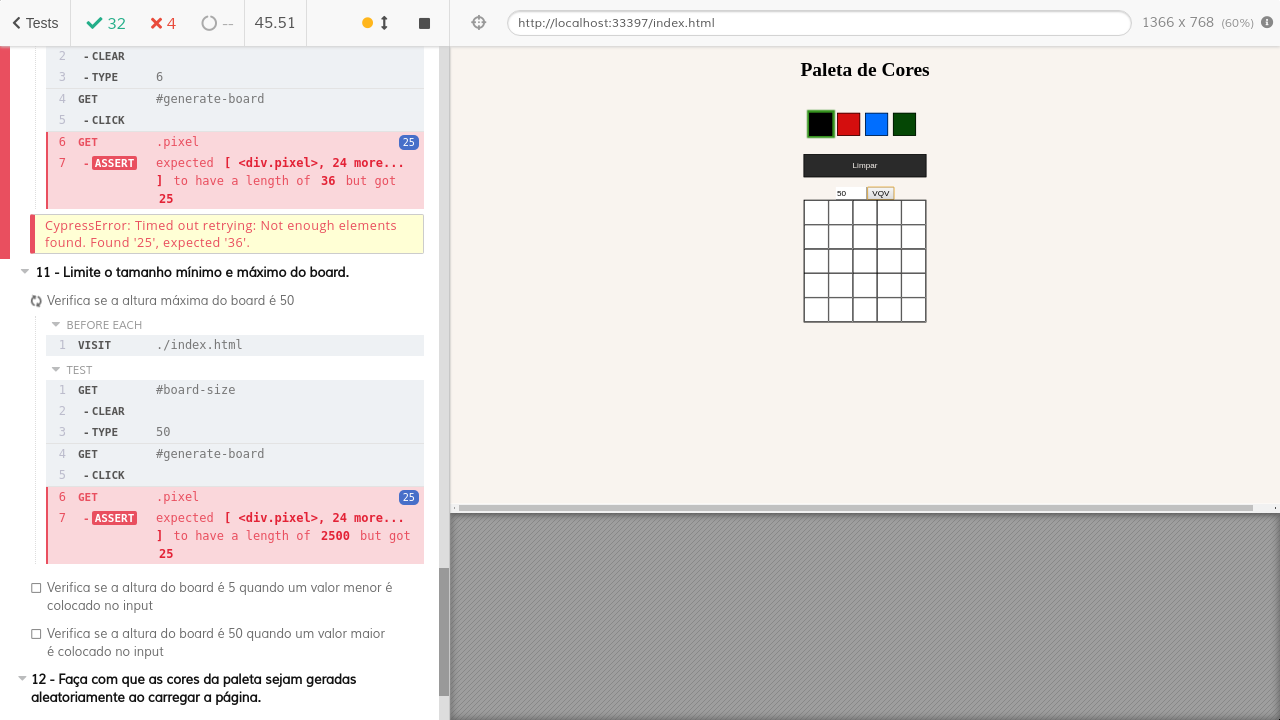 Tests
32
4
--
45.51
http://localhost:33397/index.html
1366 x 768 (60%)
2 -CLEAR
3 -TYPE 6
4 GET #generate-board
5 -CLICK
6 GET .pixel 25
7 -ASSERT expected [ <div.pixel>, 24 more...
] to have a length of 36 but got
25
CypressError: Timed out retrying: Not enough elements
found. Found '25', expected '36'.
11 - Limite o tamanho mínimo e máximo do board.
Verifica se a altura máxima do board é 50
BEFORE EACH
1 VISIT ./index.html
TEST
1 GET #board-size
2 -CLEAR
3 -TYPE 50
4 GET #generate-board
5 -CLICK
6 GET .pixel 25
7 -ASSERT expected [ <div.pixel>, 24 more...
] to have a length of 2500 but got
25
Verifica se a altura do board é 5 quando um valor menor é
colocado no input
Verifica se a altura do board é 50 quando um valor maior
é colocado no input
12 - Faça com que as cores da paleta sejam geradas
aleatoriamente ao carregar a página.
Paleta de Cores
Limpar
50 VQV